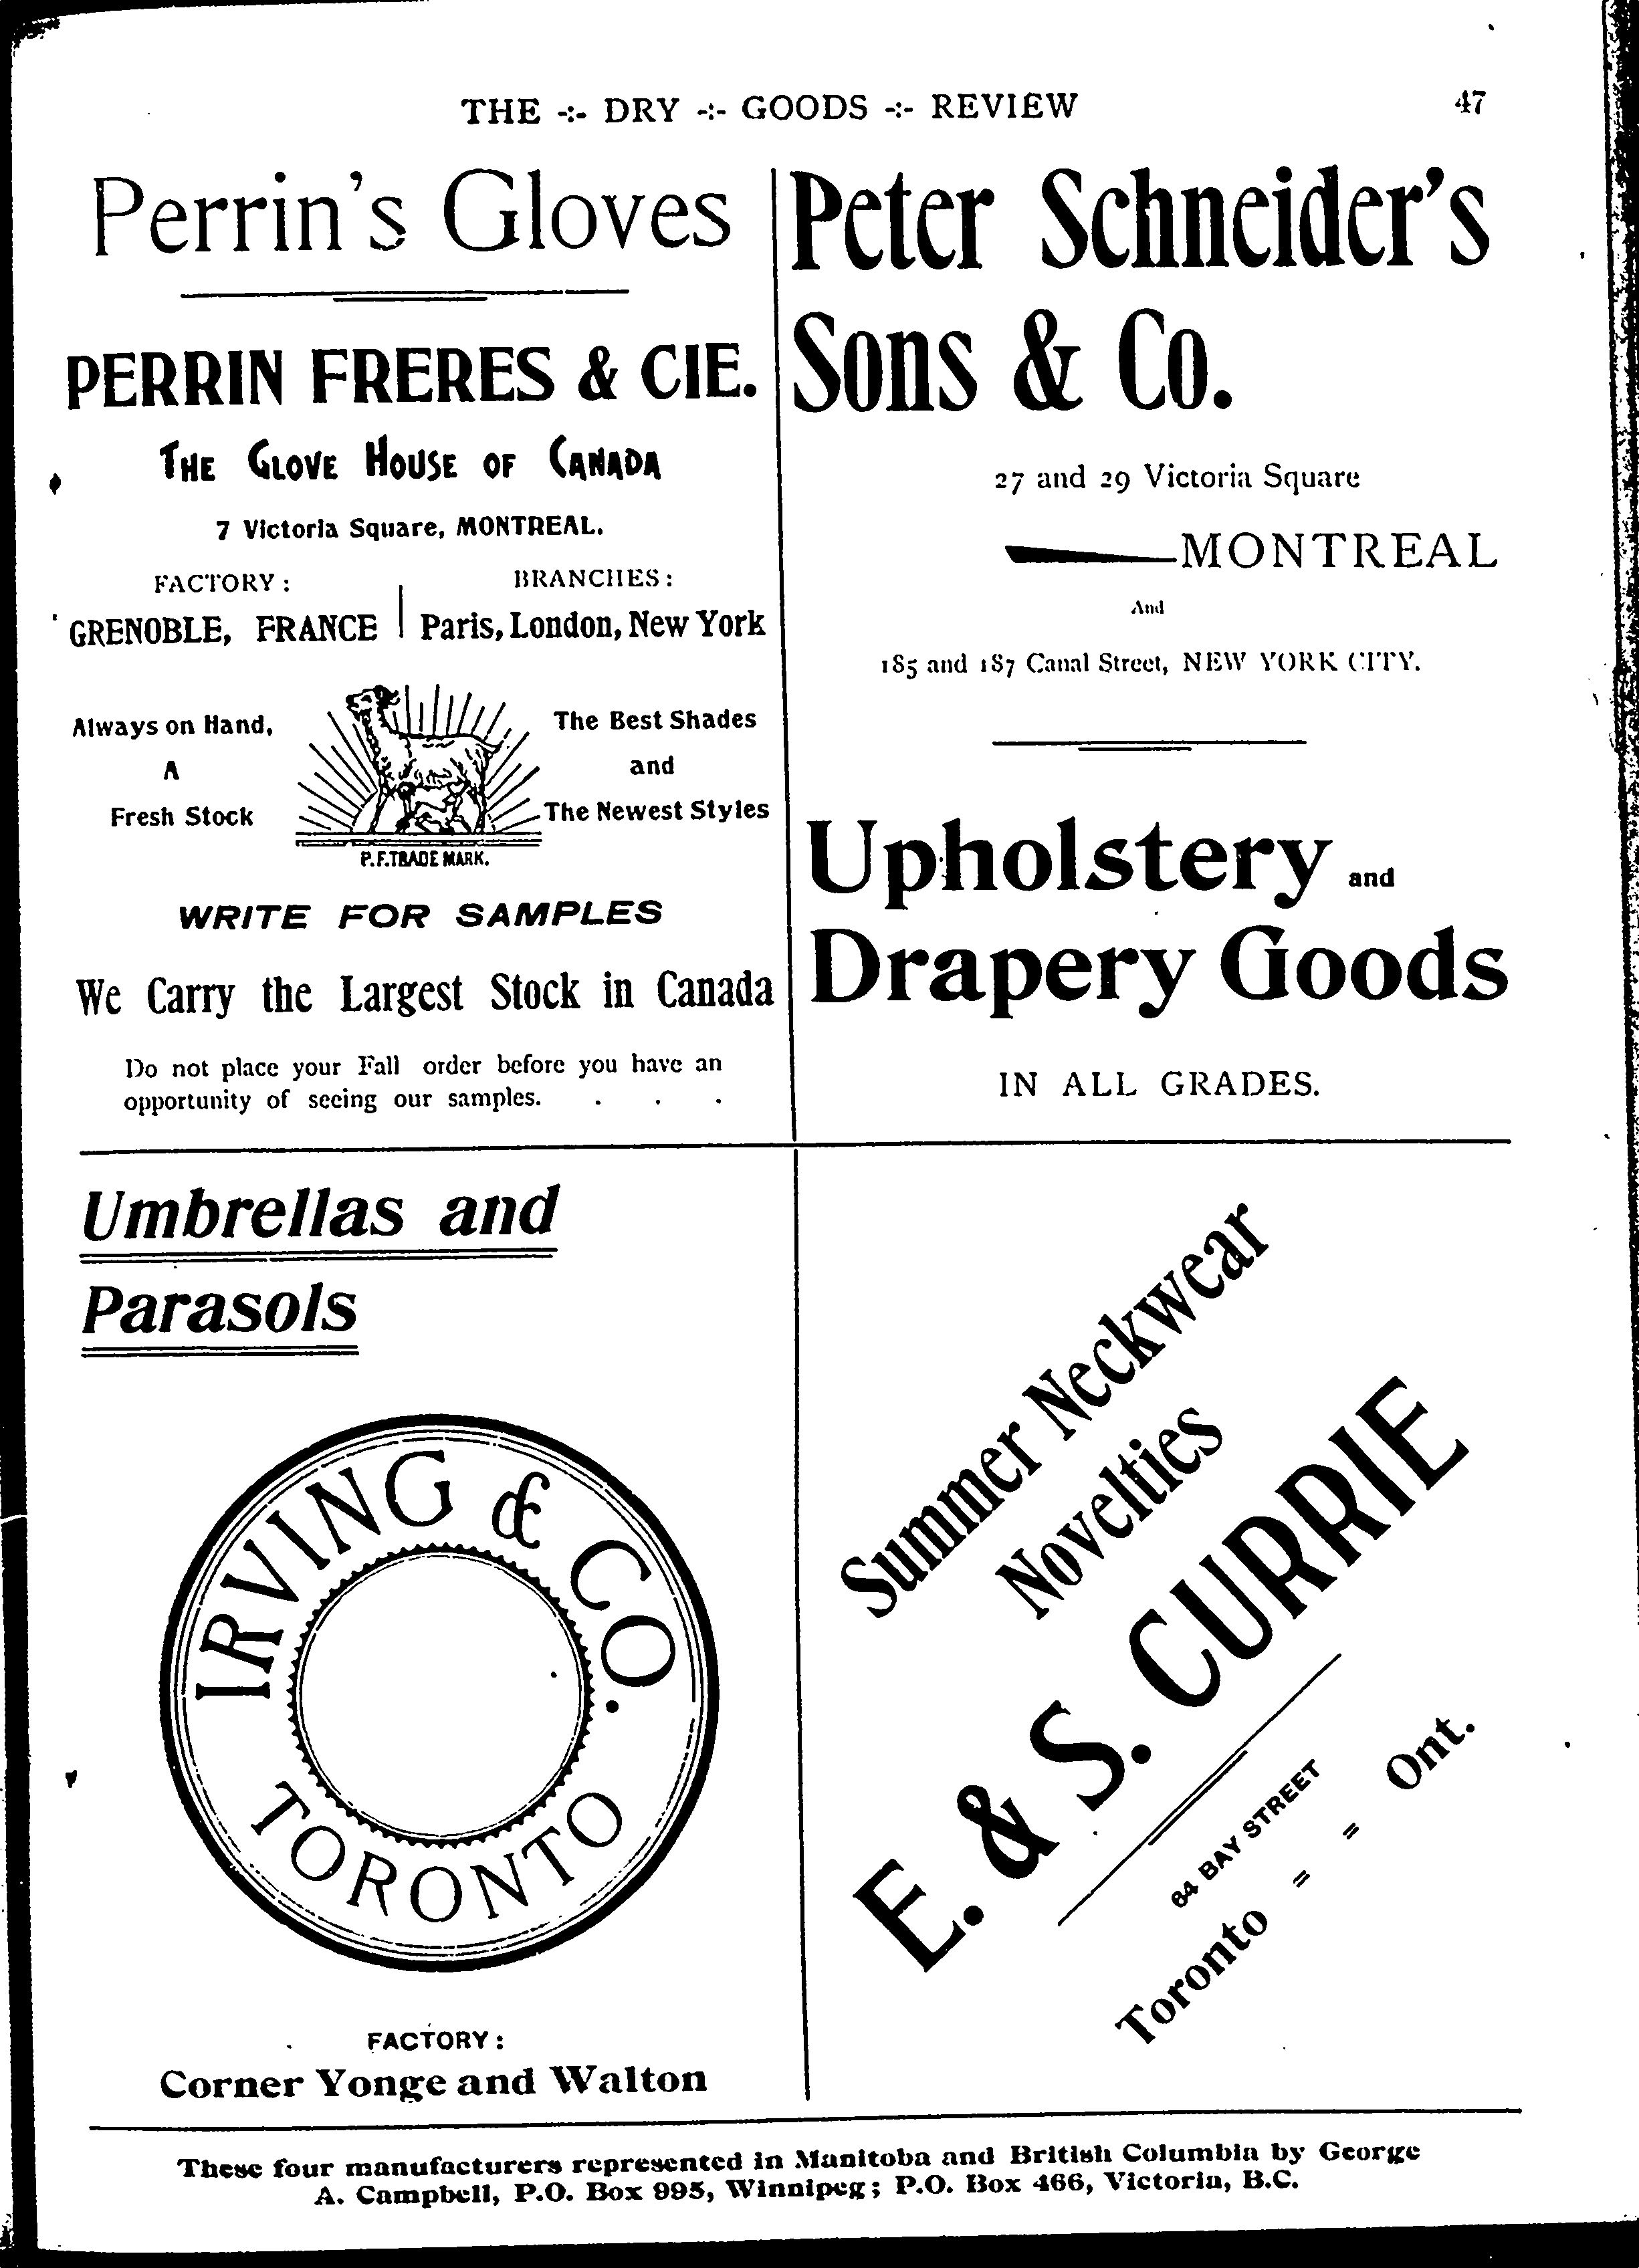 THE -:- DRY -:- GOODS -:- REVIEW
47
Perrin's Gloves
PERRIN FRERES & CIE.
THE GLOVE HOUSE OF CANADA
7 Victoria Square, MONTREAL.
FACTORY:
GRENOBLE, FRANCE
BRANCHES:
Paris, London, New York
Always on Hand,
A
Fresh Stock
The Best Shades
and
The Newest Styles
P.F. TRADE MARK.
WRITE FOR SAMPLES
We Carry the Largest Stock in Canada
Do not place your Fall order before you have an
opportunity of seeing our samples. . . .
Peter Schneider's
Sons & Co.
27 and 29 Victoria Square
MONTREAL
And
185 and 187 Canal Street, NEW YORK CITY.
Upholstery and
Drapery Goods
IN ALL GRADES.
Umbrellas and
Parasols
IRVING & CO.
TORONTO
FACTORY:
Corner Yonge and Walton
Summer Neckwear
Novelties
E. & S. CURRIE
64 BAY STREET
Toronto = = Ont.
These four manufacturers represented in Manitoba and British Columbia by George
A. Campbell, P.O. Box 995, Winnipeg; P.O. Box 466, Victoria, B.C.